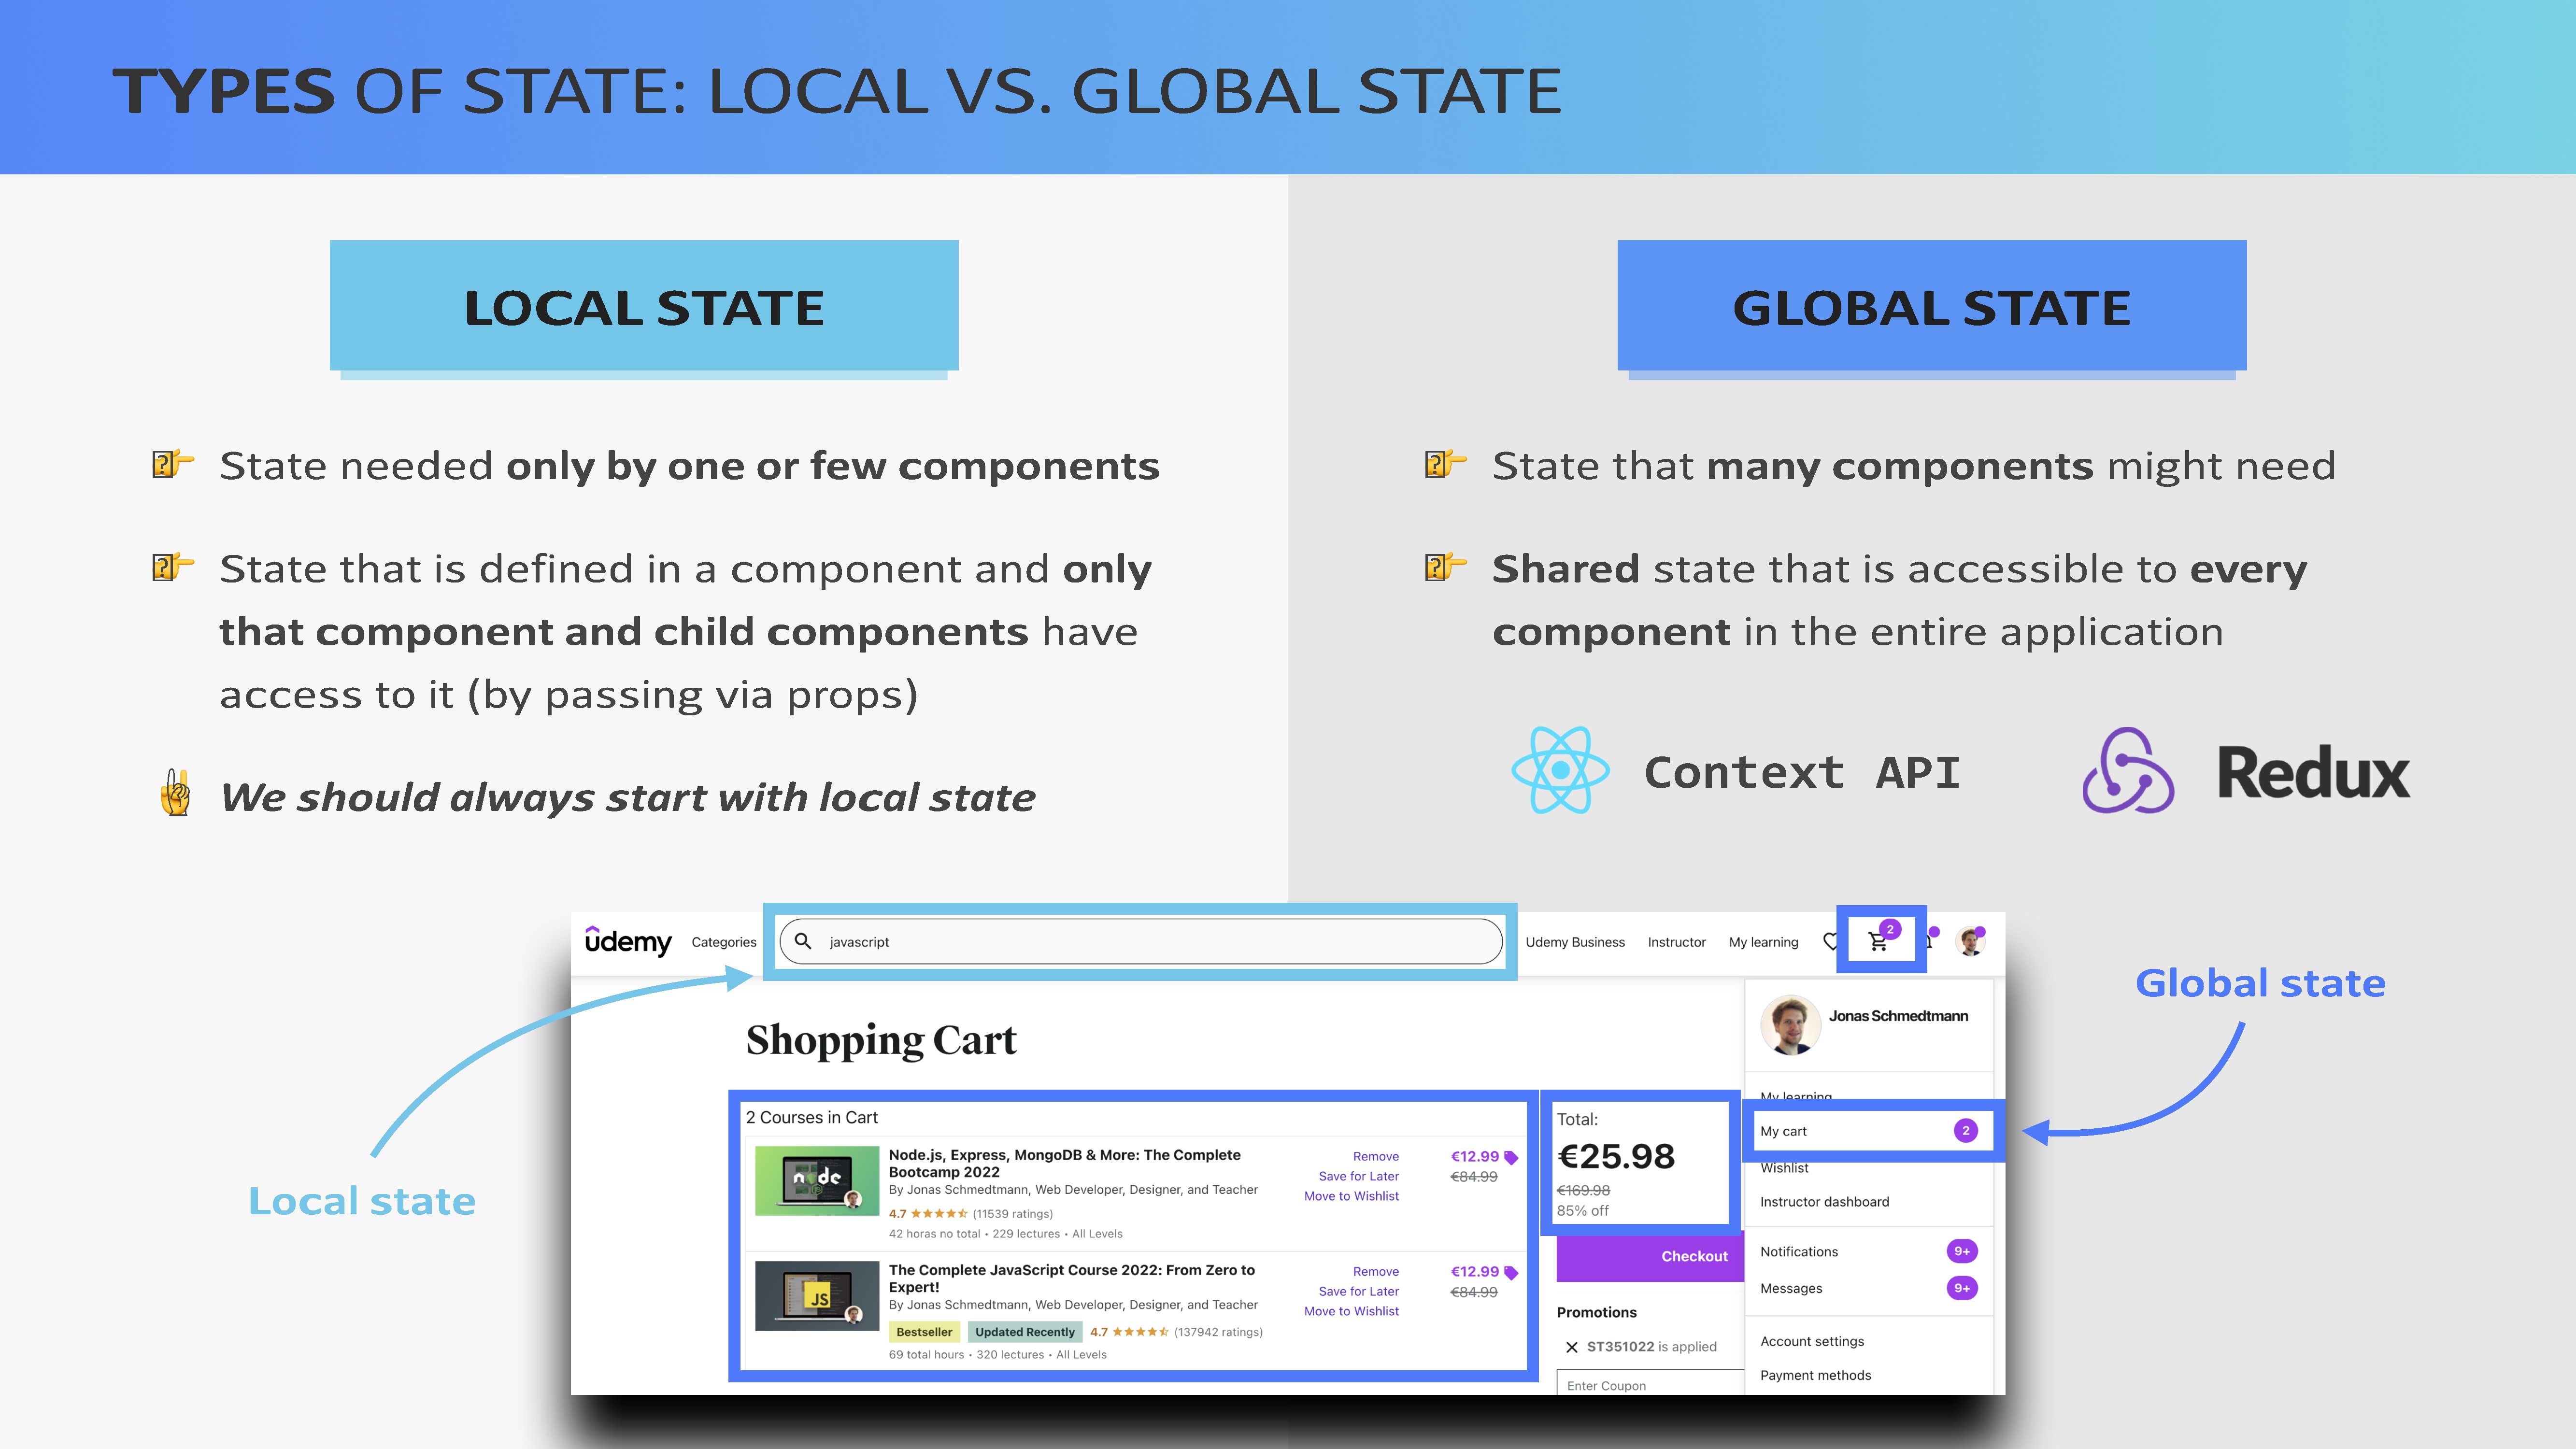 TYPES OF STATE: LOCAL VS. GLOBAL STATE
LOCAL STATE
State needed only by one or few components
State that is defined in a component and only
that component and child components have
access to it (by passing via props)
We should always start with local state
GLOBAL STATE
State that many components might need
Shared state that is accessible to every
component in the entire application
Context API
Redux
Local state
Global state
udemy
Categories
javascript
Udemy Business
Instructor
My learning
2
Shopping Cart
2 Courses in Cart
node
Node.js, Express, MongoDB & More: The Complete
Bootcamp 2022
By Jonas Schmedtmann, Web Developer, Designer, and Teacher
4.7 (11539 ratings)
42 horas no total • 229 lectures • All Levels
Remove
Save for Later
Move to Wishlist
€12.99
€84.99
JS
The Complete JavaScript Course 2022: From Zero to
Expert!
By Jonas Schmedtmann, Web Developer, Designer, and Teacher
Bestseller Updated Recently 4.7 (137942 ratings)
69 total hours • 320 lectures • All Levels
Remove
Save for Later
Move to Wishlist
€12.99
€84.99
Total:
€25.98
€169.98
85% off
Checkout
Promotions
ST351022 is applied
Enter Coupon
Jonas Schmedtmann
My learning
My cart 2
Wishlist
Instructor dashboard
Notifications 9+
Messages 9+
Account settings
Payment methods